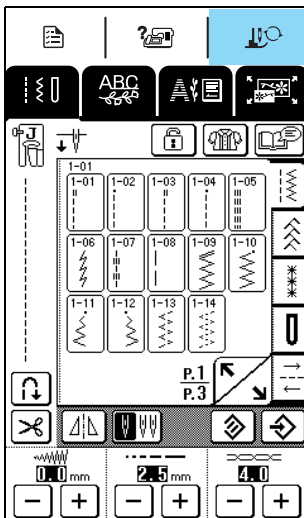 ?
ABC
A
J
1-01
1-01 1-02 1-03 1-04 1-05
1-06 1-07 1-08 1-09 1-10
1-11 1-12 1-13 1-14
P.1
P.3
0.0 mm 2.5 mm 4.0
− + − + − +